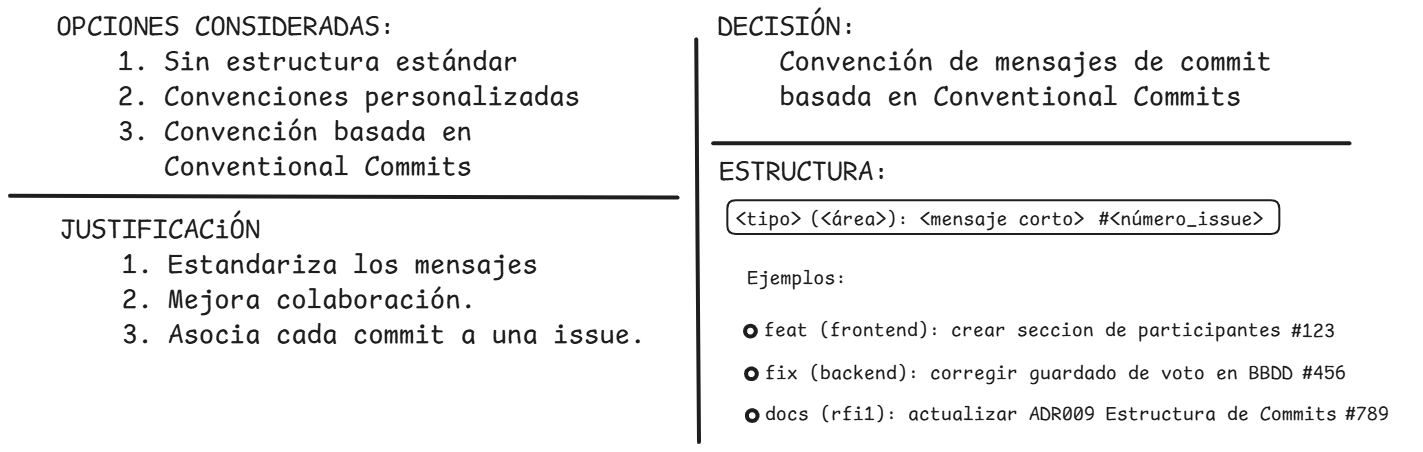 OPCIONES CONSIDERADAS:
1. Sin estructura estándar
2. Convenciones personalizadas
3. Convención basada en
Conventional Commits
JUSTIFICACiÓN
1. Estandariza los mensajes
2. Mejora colaboración.
3. Asocia cada commit a una issue.
DECISIÓN:
Convención de mensajes de commit
basada en Conventional Commits
ESTRUCTURA:
<tipo> (<área>): <mensaje corto> #<número_issue>
Ejemplos:
feat (frontend): crear seccion de participantes #123
fix (backend): corregir guardado de voto en BBDD #456
docs (rfi1): actualizar ADR009 Estructura de Commits #789